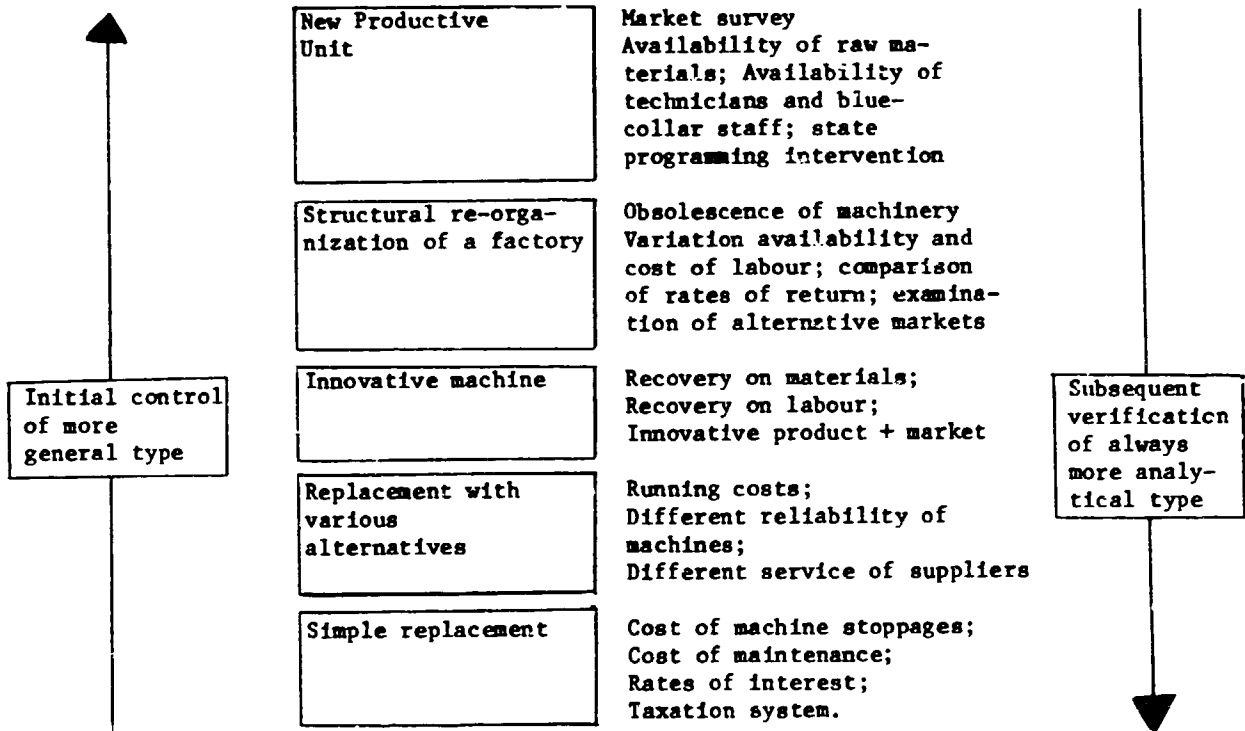 New Productive
Unit
Market survey
Availability of raw ma-
terials; Availability of
technicians and blue-
collar staff; state
programming intervention
Structural re-orga-
nization of a factory
Obsolescence of machinery
Variation availability and
cost of labour; comparison
of rates of return; examina-
tion of alternative markets
Initial control
of more
general type
Innovative machine
Recovery on materials;
Recovery on labour;
Innovative product + market
Subsequent
verification
of always
more analy-
tical type
Replacement with
various
alternatives
Running costs;
Different reliability of
machines;
Different service of suppliers
Simple replacement
Cost of machine stoppages;
Cost of maintenance;
Rates of interest;
Taxation system.